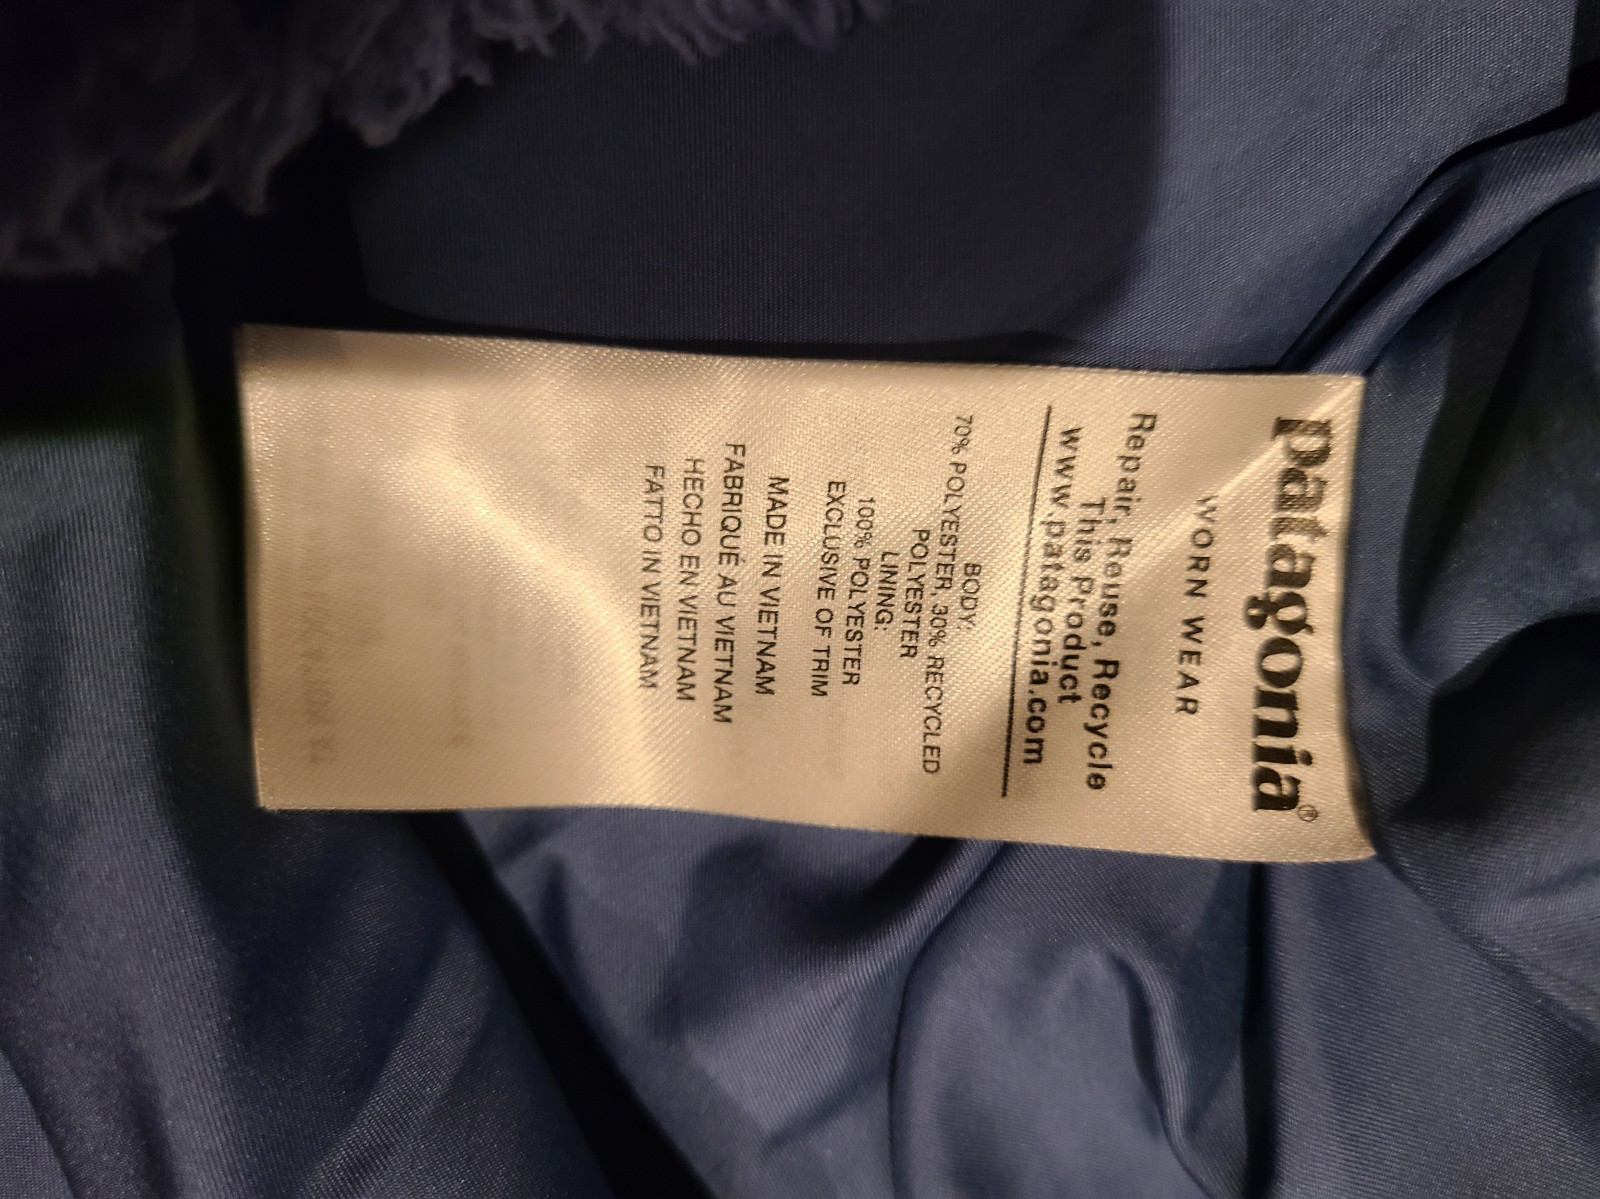 patagonia®
WORN WEAR
Repair, Reuse, Recycle
This Product
www.patagonia.com
BODY:
70% POLYESTER, 30% RECYCLED
POLYESTER
LINING:
100% POLYESTER
EXCLUSIVE OF TRIM
MADE IN VIETNAM
FABRIQUÉ AU VIETNAM
HECHO EN VIETNAM
FATTO IN VIETNAM